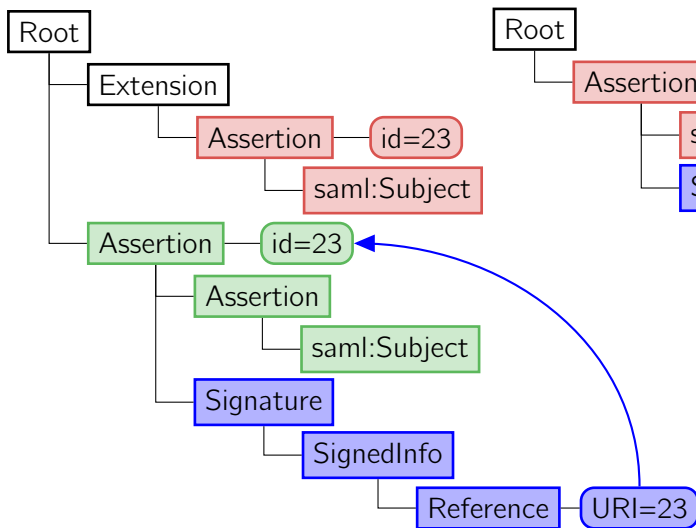 Root
Root
Extension
Assertion
Assertion id=23
saml:Subject
Assertion id=23
Assertion
saml:Subject
Signature
SignedInfo
Reference URI=23